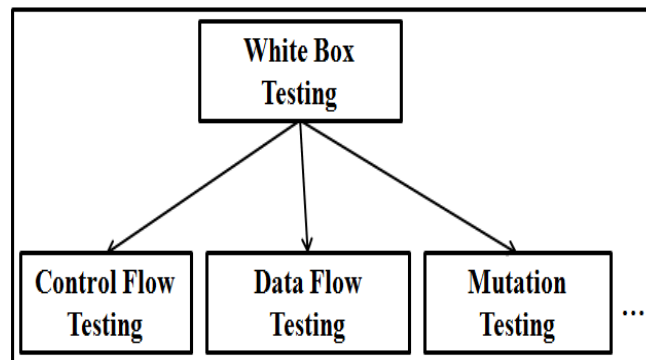 White Box
Testing
Control Flow
Testing
Data Flow
Testing
Mutation
Testing
...